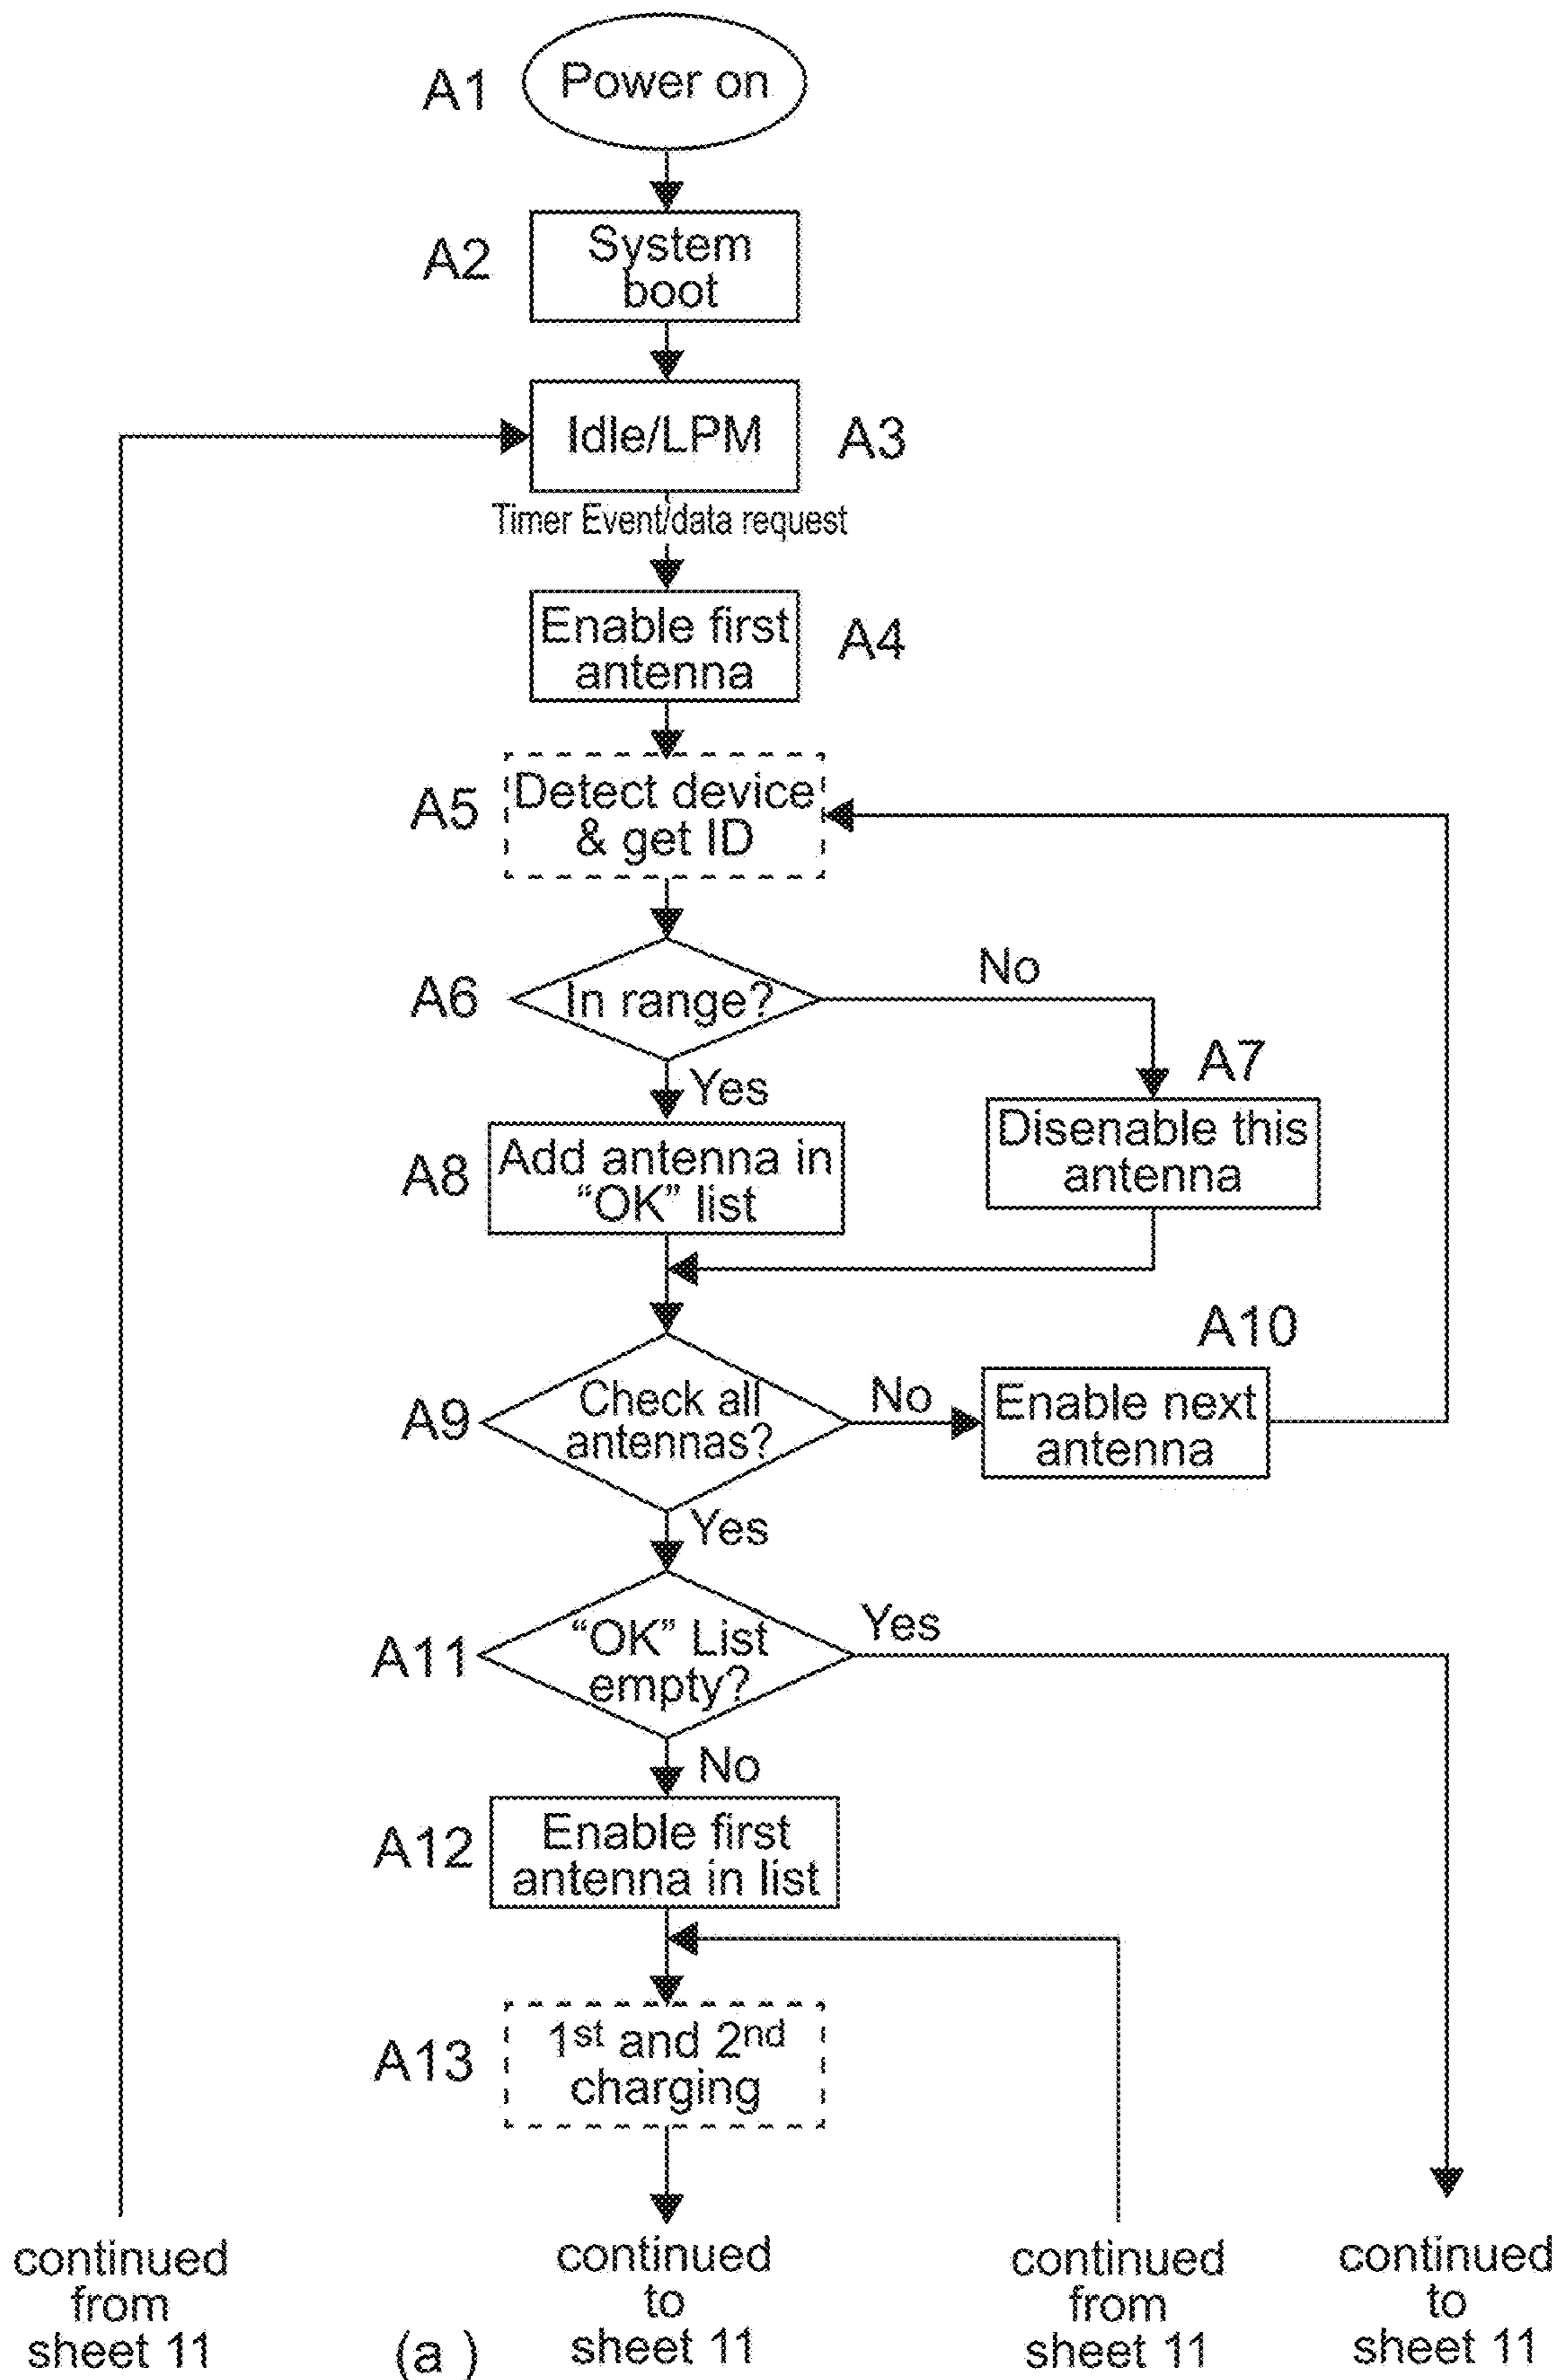 A1
Power on
A2
System
boot
Idle/LPM
A3
Timer Event/data request
Enable first
antenna
A4
A5
Detect device
& get ID
A6
In range?
No
Yes
A7
Disenable this
antenna
A8
Add antenna in
“OK” list
A9
Check all
antennas?
No
A10
Enable next
antenna
Yes
A11
“OK” List
empty?
Yes
No
A12
Enable first
antenna in list
A13
1st and 2nd
charging
continued
from
sheet 11
(a )
continued
to
sheet 11
continued
from
sheet 11
continued
to
sheet 11